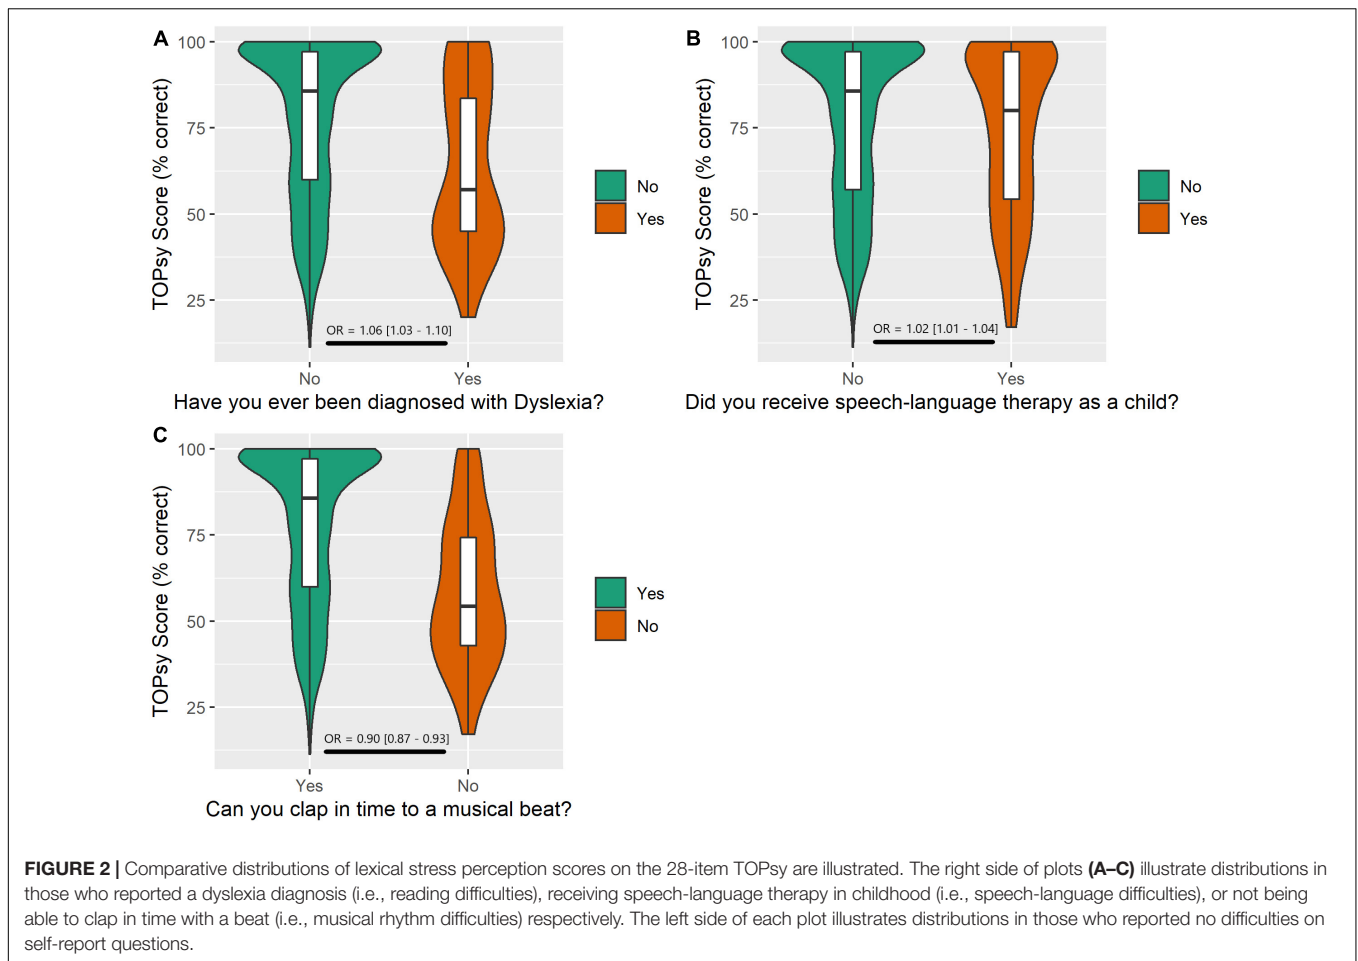 A
100
75
50
25
TOPsy Score (% correct)
OR = 1.06 [1.03 - 1.10]
No
Yes
Have you ever been diagnosed with Dyslexia?
No
Yes
B
100
75
50
25
TOPsy Score (% correct)
OR = 1.02 [1.01 - 1.04]
No
Yes
Did you receive speech-language therapy as a child?
No
Yes
C
100
75
50
25
TOPsy Score (% correct)
OR = 0.90 [0.87 - 0.93]
Yes
No
Can you clap in time to a musical beat?
Yes
No
FIGURE 2 | Comparative distributions of lexical stress perception scores on the 28-item TOPsy are illustrated. The right side of plots (A–C) illustrate distributions in
those who reported a dyslexia diagnosis (i.e., reading difficulties), receiving speech-language therapy in childhood (i.e., speech-language difficulties), or not being
able to clap in time with a beat (i.e., musical rhythm difficulties) respectively. The left side of each plot illustrates distributions in those who reported no difficulties on
self-report questions.